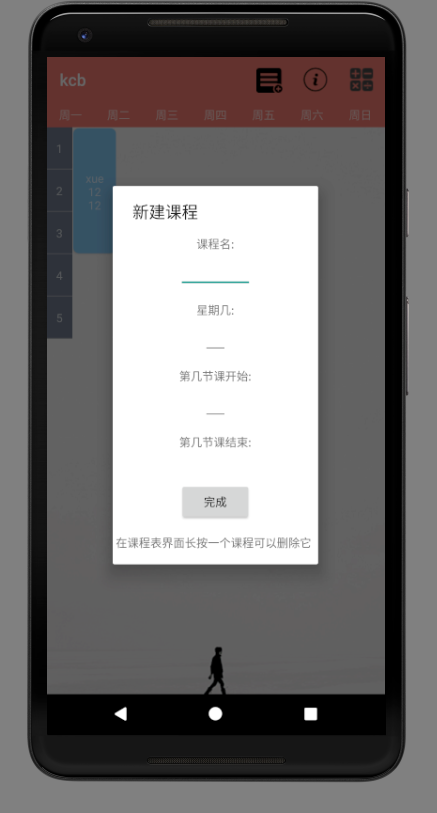 kcb
周一 周二 周三 周四 周五 周六 周日
1
xue
2
12
12
3
4
5
新建课程
课程名:
星期几:
第几节课开始:
第几节课结束:
完成
在课程表界面长按一个课程可以删除它